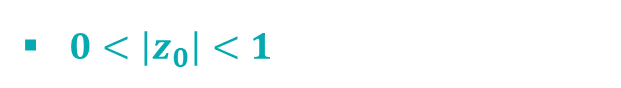 ▪ 0 < |z₀| < 1